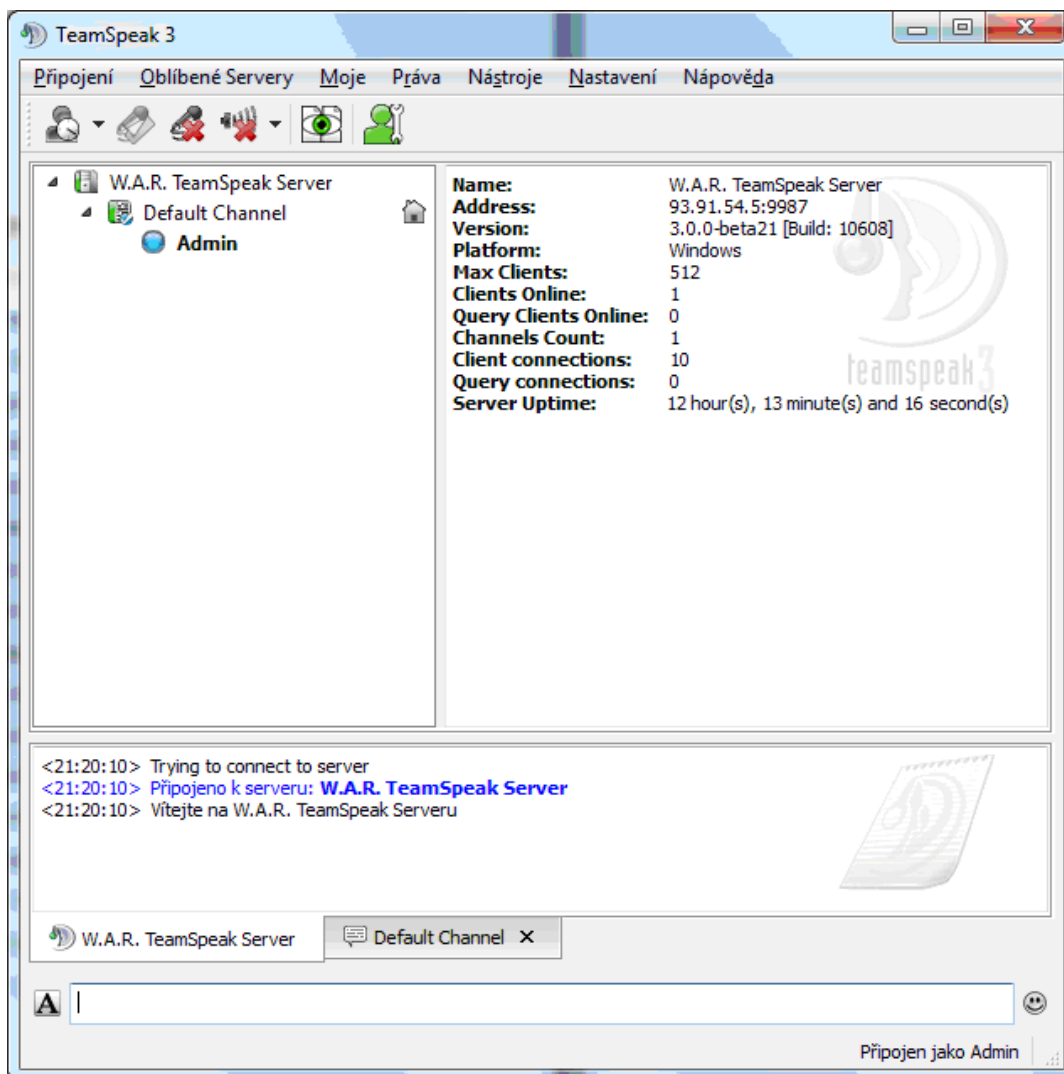 TeamSpeak 3
Připojení Oblíbené Servery Moje Práva Nástroje Nastavení Nápověda
W.A.R. TeamSpeak Server
Default Channel
Admin
Name: W.A.R. TeamSpeak Server
Address: 93.91.54.5:9987
Version: 3.0.0-beta21 [Build: 10608]
Platform: Windows
Max Clients: 512
Clients Online: 1
Query Clients Online: 0
Channels Count: 1
Client connections: 10
Query connections: 0
Server Uptime: 12 hour(s), 13 minute(s) and 16 second(s)
teamspeak 3
<21:20:10> Trying to connect to server
<21:20:10> Připojeno k serveru: W.A.R. TeamSpeak Server
<21:20:10> Vítejte na W.A.R. TeamSpeak Serveru
W.A.R. TeamSpeak Server Default Channel X
A
Připojen jako Admin